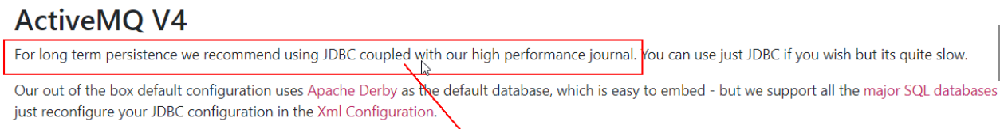 ActiveMQ V4
For long term persistence we recommend using JDBC coupled with our high performance journal. You can use just JDBC if you wish but its quite slow.
Our out of the box default configuration uses Apache Derby as the default database, which is easy to embed - but we support all the major SQL databases
just reconfigure your JDBC configuration in the Xml Configuration.